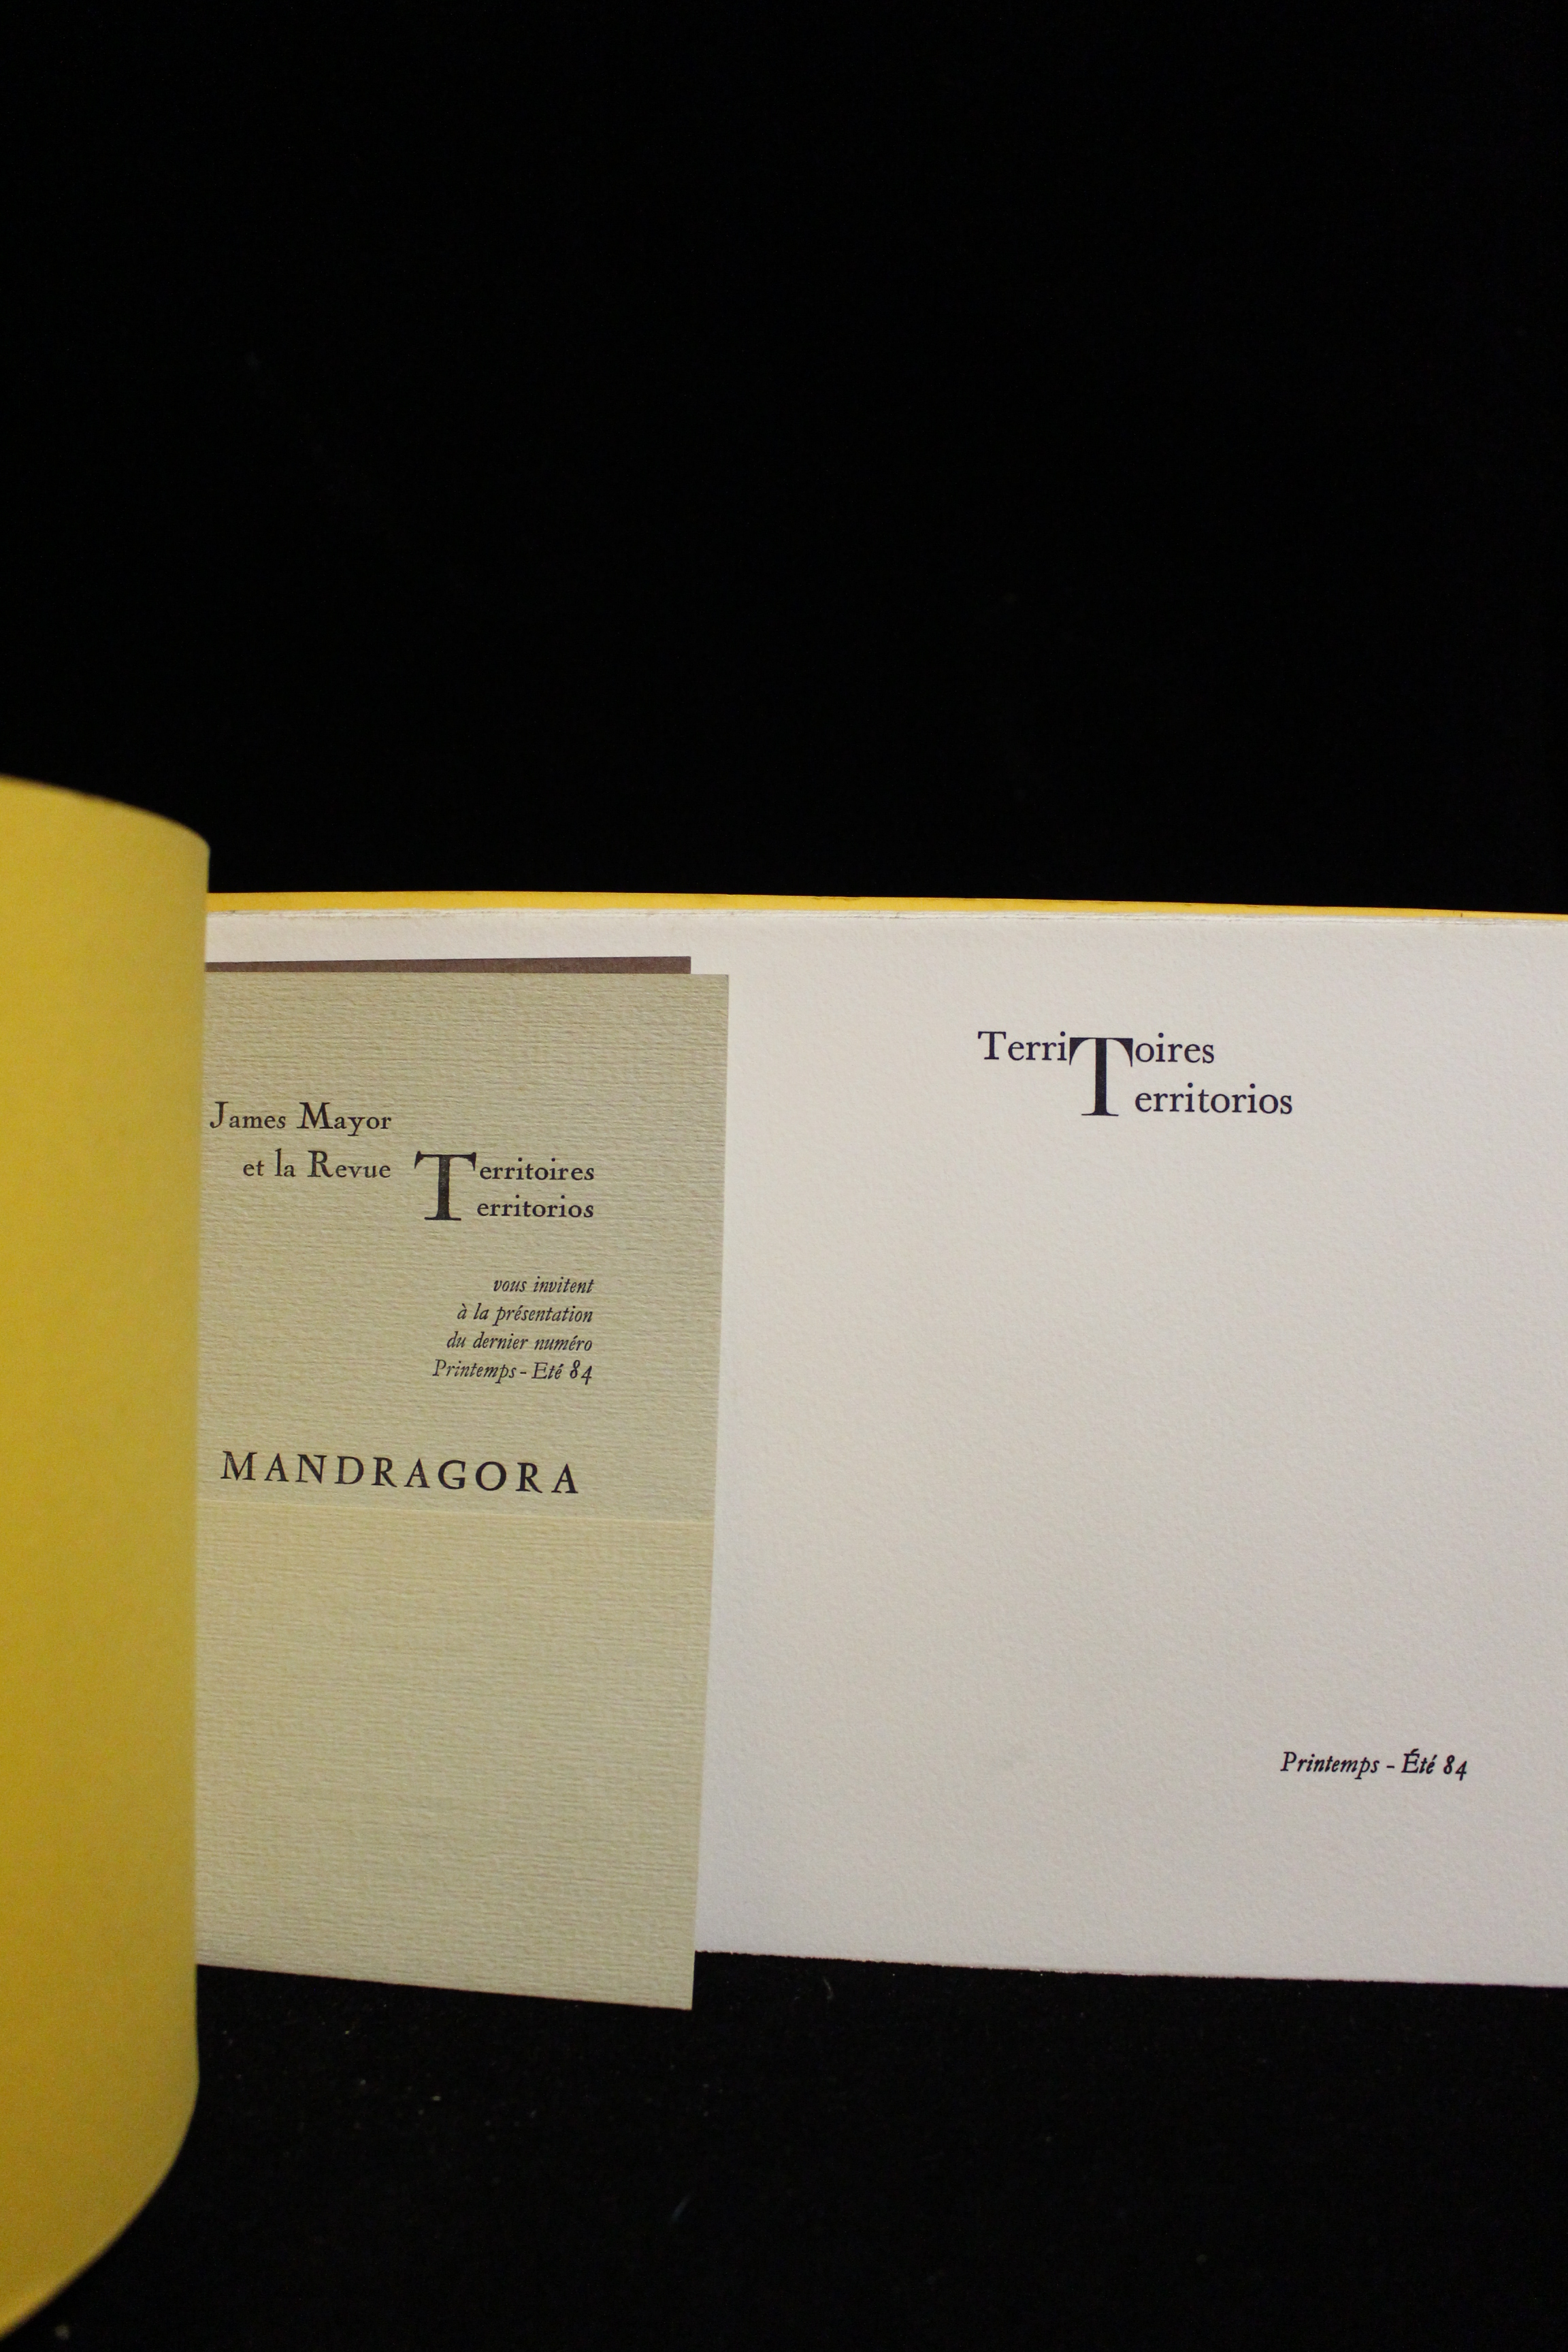 James Mayor
et la Revue Territoires
Territorios
vous invitent
à la présentation
du dernier numéro
Printemps - Eté 84
MANDRAGORA
TerriToires
Territorios
Printemps - Été 84